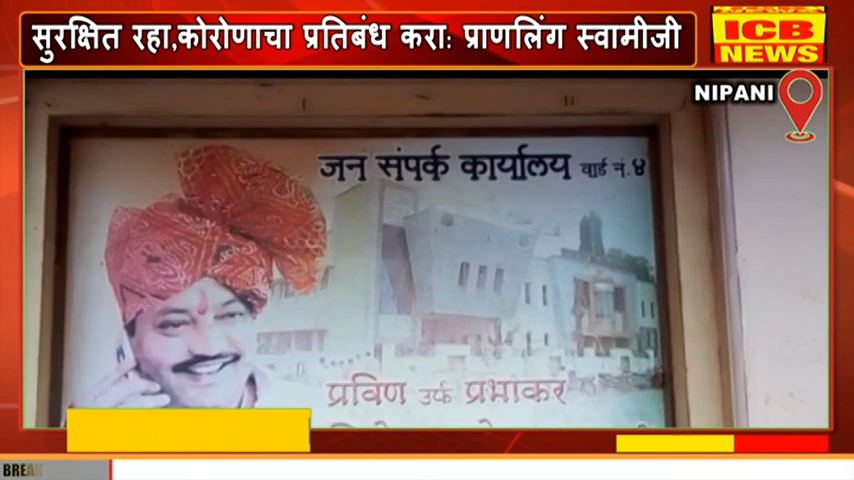 सुरक्षित रहा,कोरोणाचा प्रतिबंध करा: प्राणलिंग स्वामीजी
ICB
NEWS
NIPANI
जन संपर्क कार्यालय वार्ड नं.४
प्रविण उर्फ प्रभाकर
BREAK